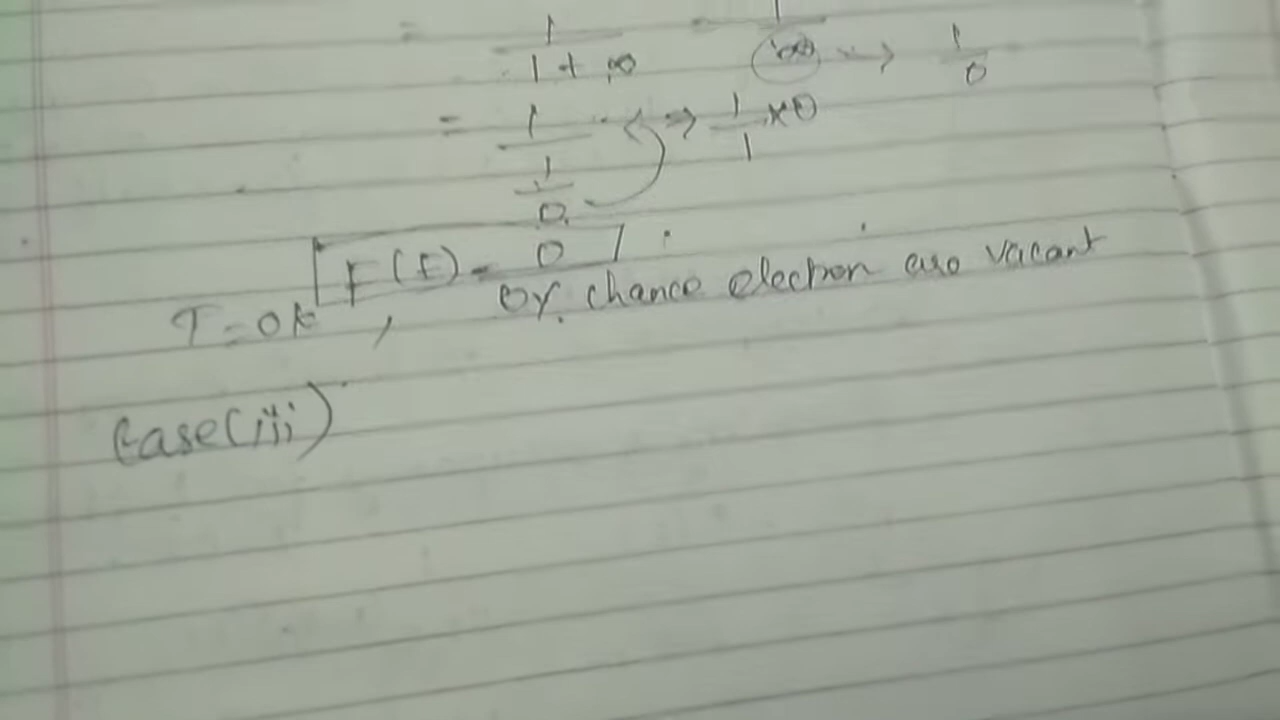 = 1 / 1 + ∞ = 1 / ∞ → 1 / 0
= 1 / 1 / 0 ⇒ 1 / 1 × 0
F(E) = 0
T = 0K, 0%. chance electron are vacant
Case(iii)